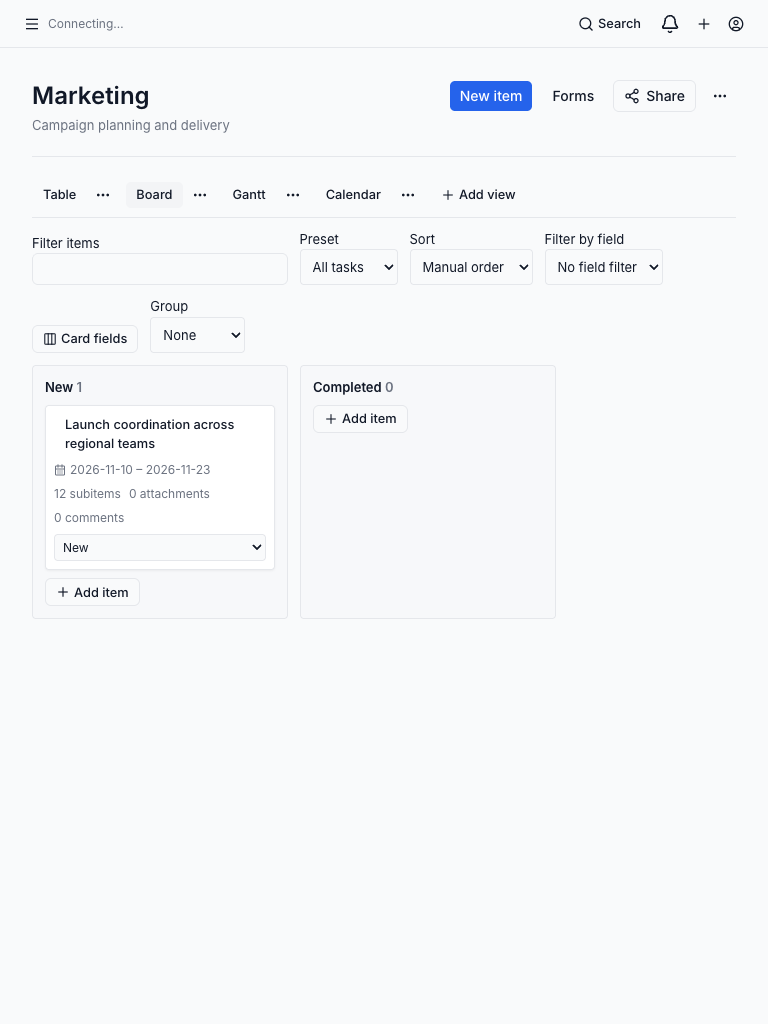 Connecting...
Search
Marketing
New item
Forms
Share
Campaign planning and delivery
Table
Board
Gantt
Calendar
Add view
Filter items
Preset
All tasks
Sort
Manual order
Filter by field
No field filter
Card fields
Group
None
New 1
Launch coordination across
regional teams
2026-11-10 – 2026-11-23
12 subitems 0 attachments
0 comments
New
Add item
Completed 0
Add item